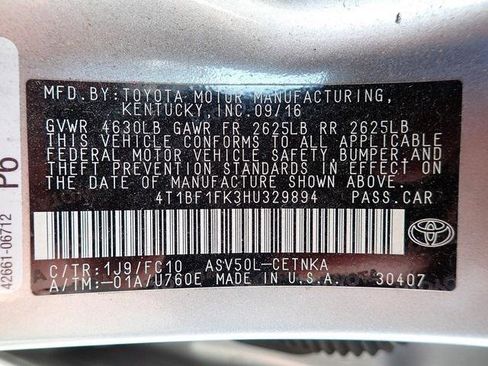 MFD.BY:TOYOTA MOTOR MANUFACTURING,
KENTUCKY,INC.09/16
GVWR 4630LB GAWR FR 2625LB RR 2625LB
THIS VEHICLE CONFORMS TO ALL APPLICABLE
FEDERAL MOTOR VEHICLE SAFETY,BUMPER,AND
THEFT PREVENTION STANDARDS IN EFFECT ON
THE DATE OF MANUFACTURE SHOWN ABOVE.
4T1BF1FK3HU329894 PASS.CAR
C/TR:1J9/FC10 ASV50L-CETNKA
A/TM:-01A/U760E MADE IN U.S.A. 30407
P6
42661-06712